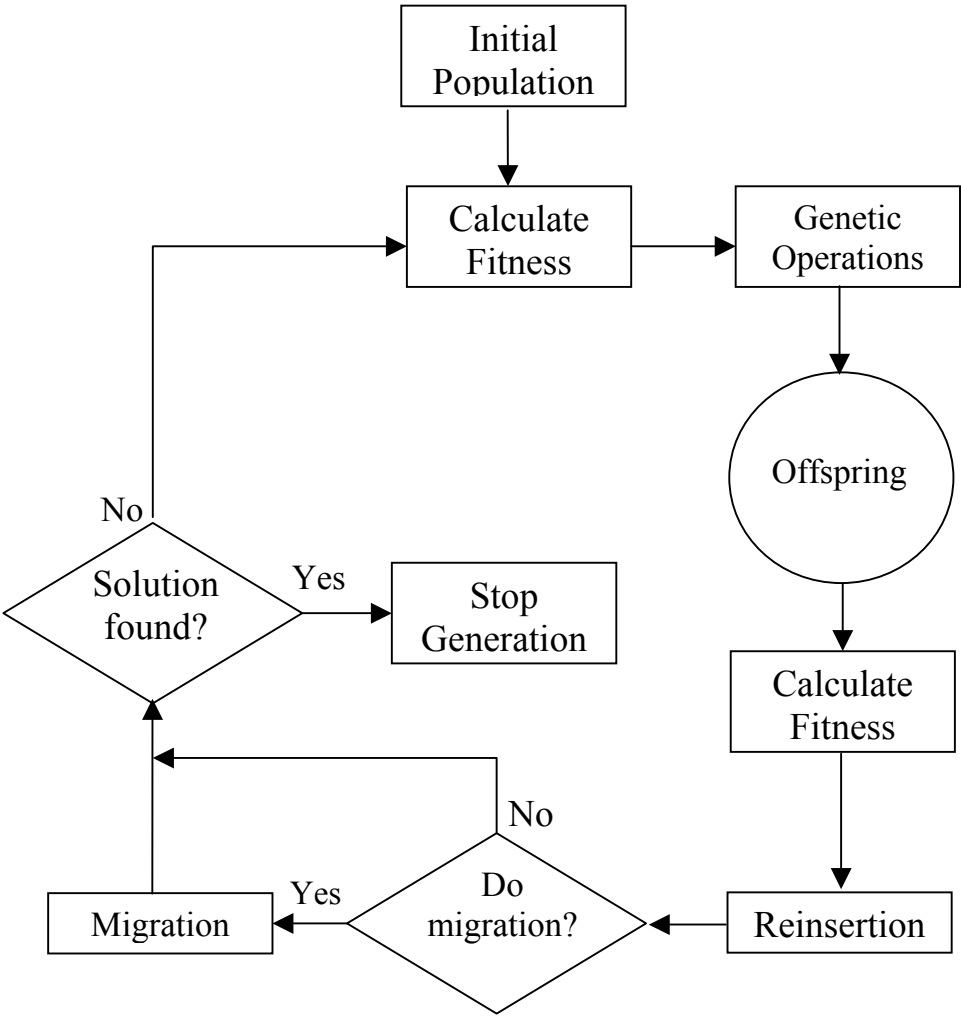 Initial
Population
Calculate
Fitness
Genetic
Operations
Offspring
No
Solution
found?
Yes
Stop
Generation
Calculate
Fitness
No
Do
migration?
Yes
Migration
Reinsertion